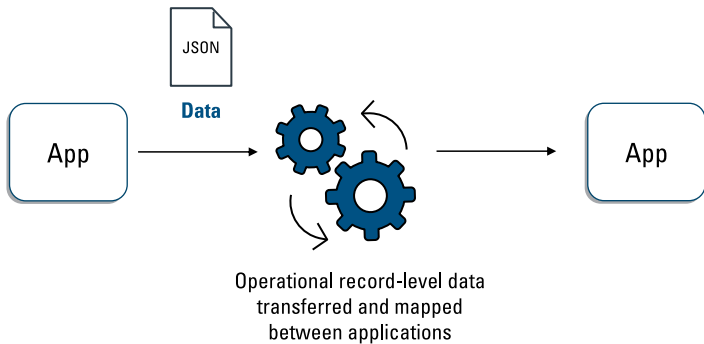 JSON
Data
App
App
Operational record-level data
transferred and mapped
between applications